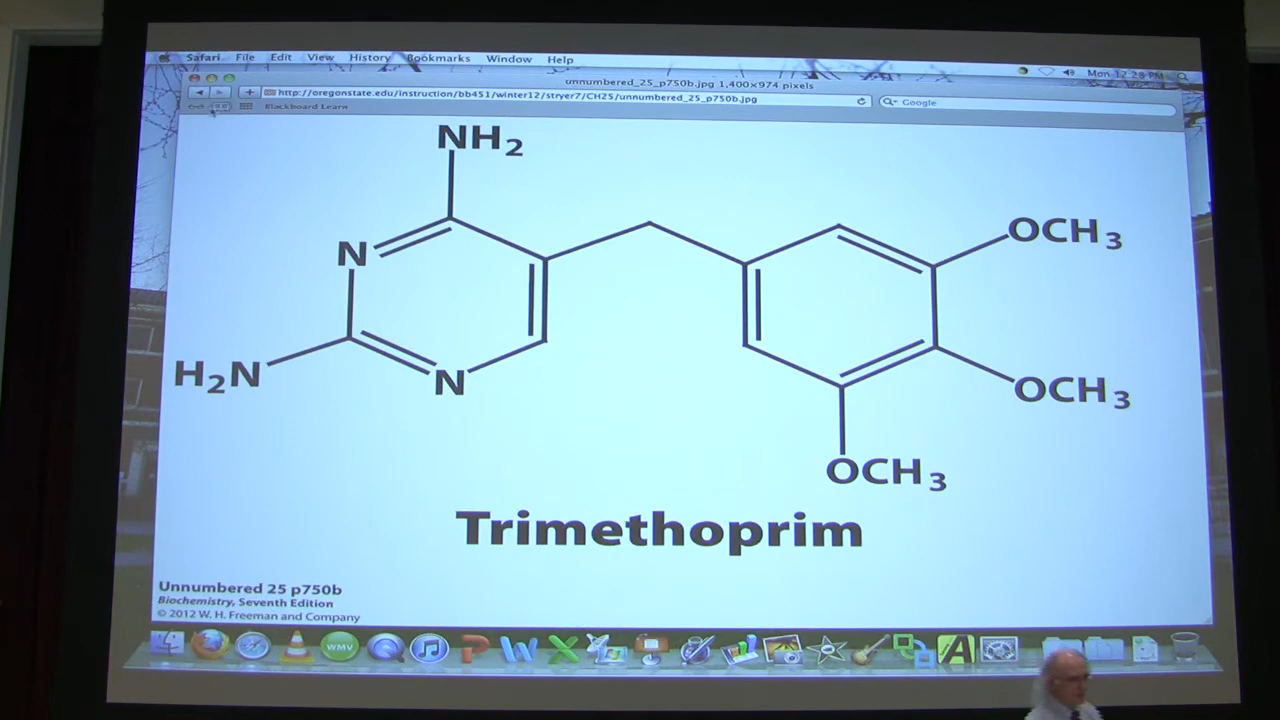 Safari File Edit View History Bookmarks Window Help
Mon 12:28 PM
unnumbered_25_p750b.jpg 1,400×974 pixels
http://oregonstate.edu/instruction/bb451/winter12/stryer7/CH25/unnumbered_25_p750b.jpg
Google
Blackboard Learn
NH2
N
OCH3
H2N
N
OCH3
OCH3
Trimethoprim
Unnumbered 25 p750b
Biochemistry, Seventh Edition
© 2012 W. H. Freeman and Company
WMV